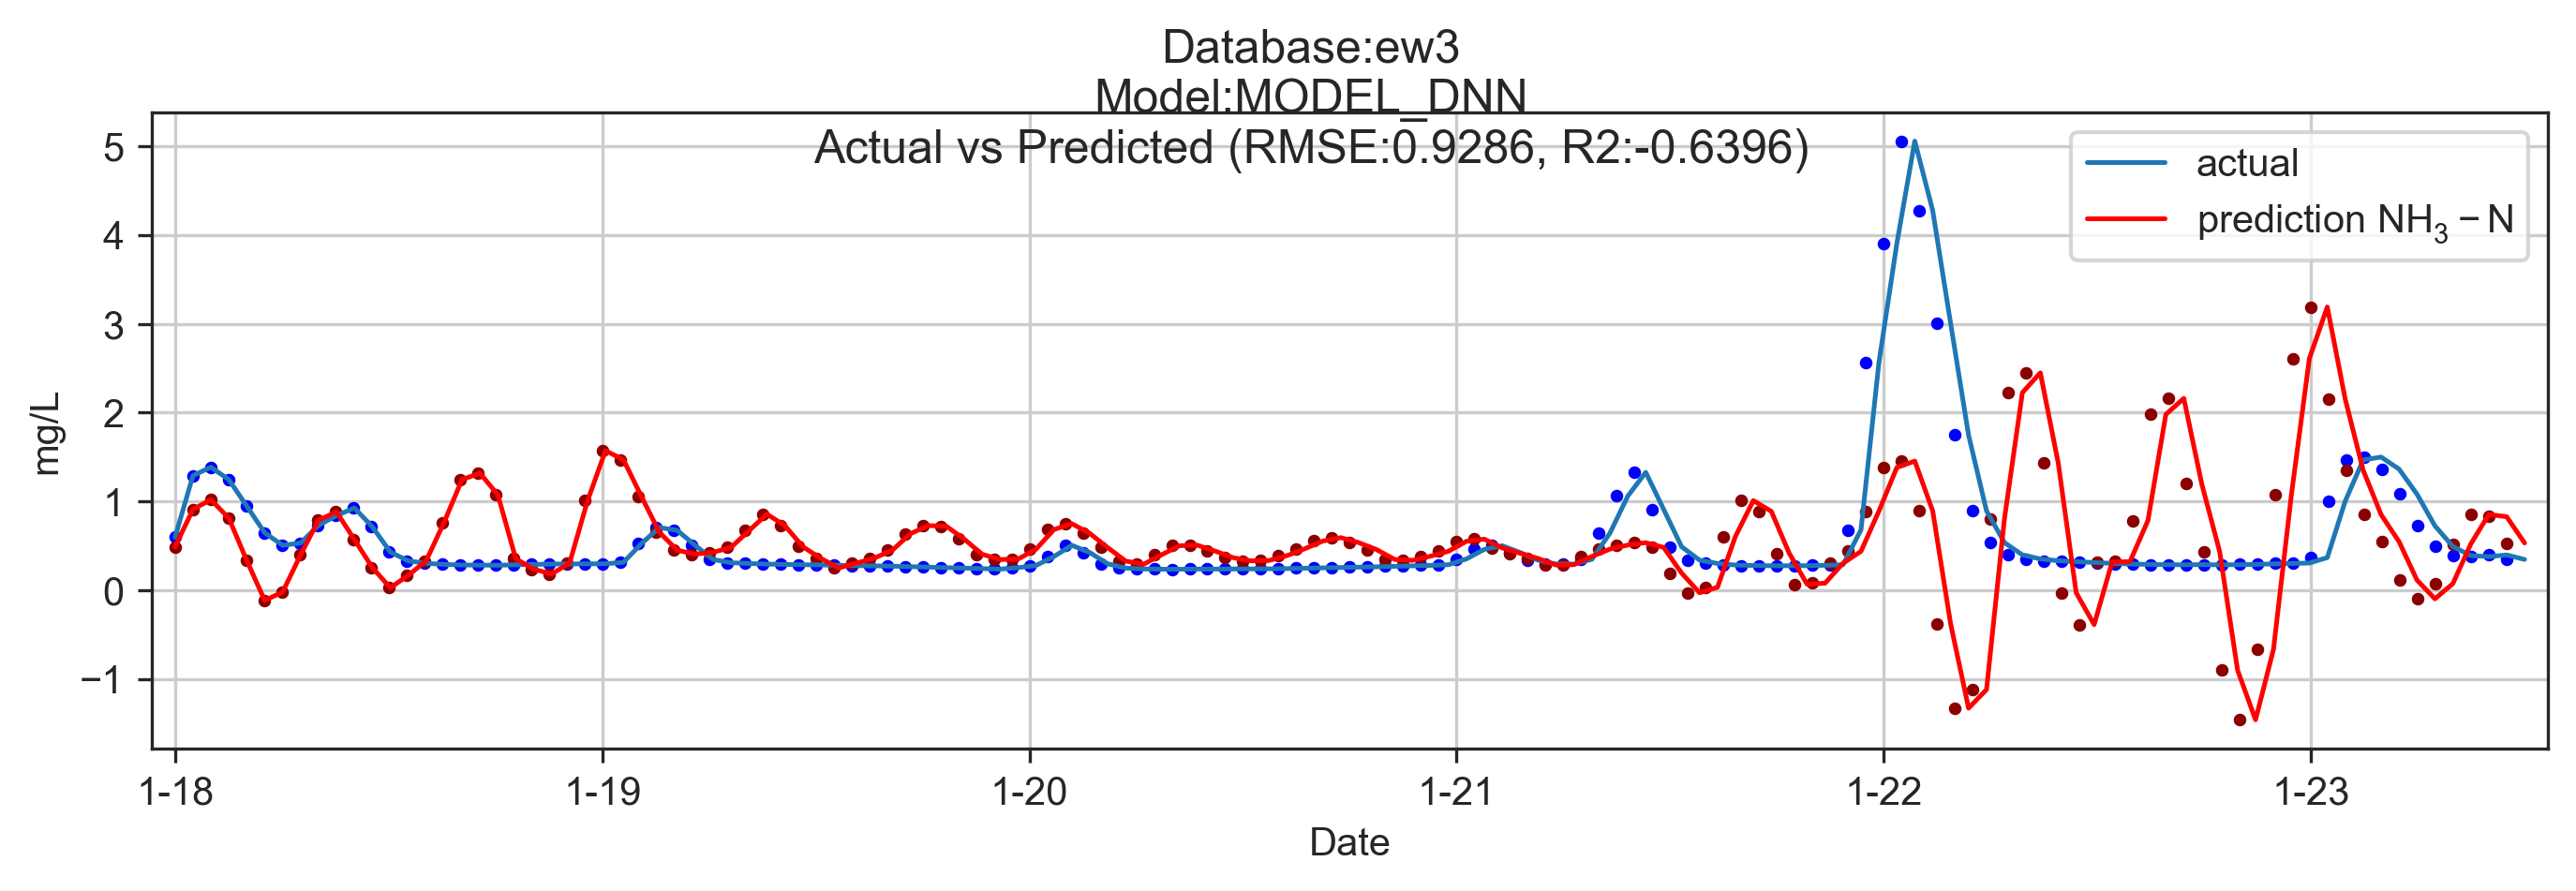 Database:ew3
Model:MODEL_DNN
Actual vs Predicted (RMSE:0.9286, R2:-0.6396)
actual
prediction NH₃ − N
5
4
3
2
1
0
−1
mg/L
1-18 1-19 1-20 1-21 1-22 1-23
Date